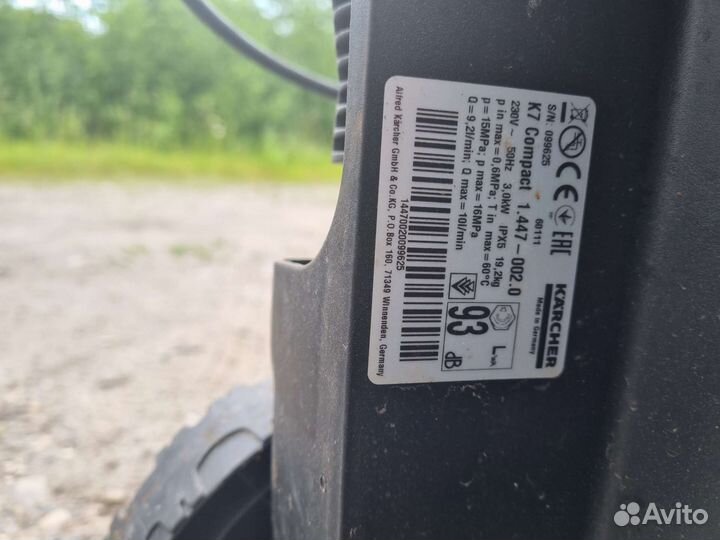 S/N: 099625
60111
CE
EAC
KÄRCHER
Made in Germany
K7 Compact 1.447-002.0
230V ~ 50Hz 3,0kW IPX5 19,2kg
p in max = 0,6MPa; T in max = 60°C
p = 15MPa; p max = 16MPa
Q = 9,2l/min; Q max = 10l/min
LWA
93
dB
14470020099625
Alfred Kärcher GmbH & Co.KG, P.O.Box 160, 71349 Winnenden, Germany
Avito